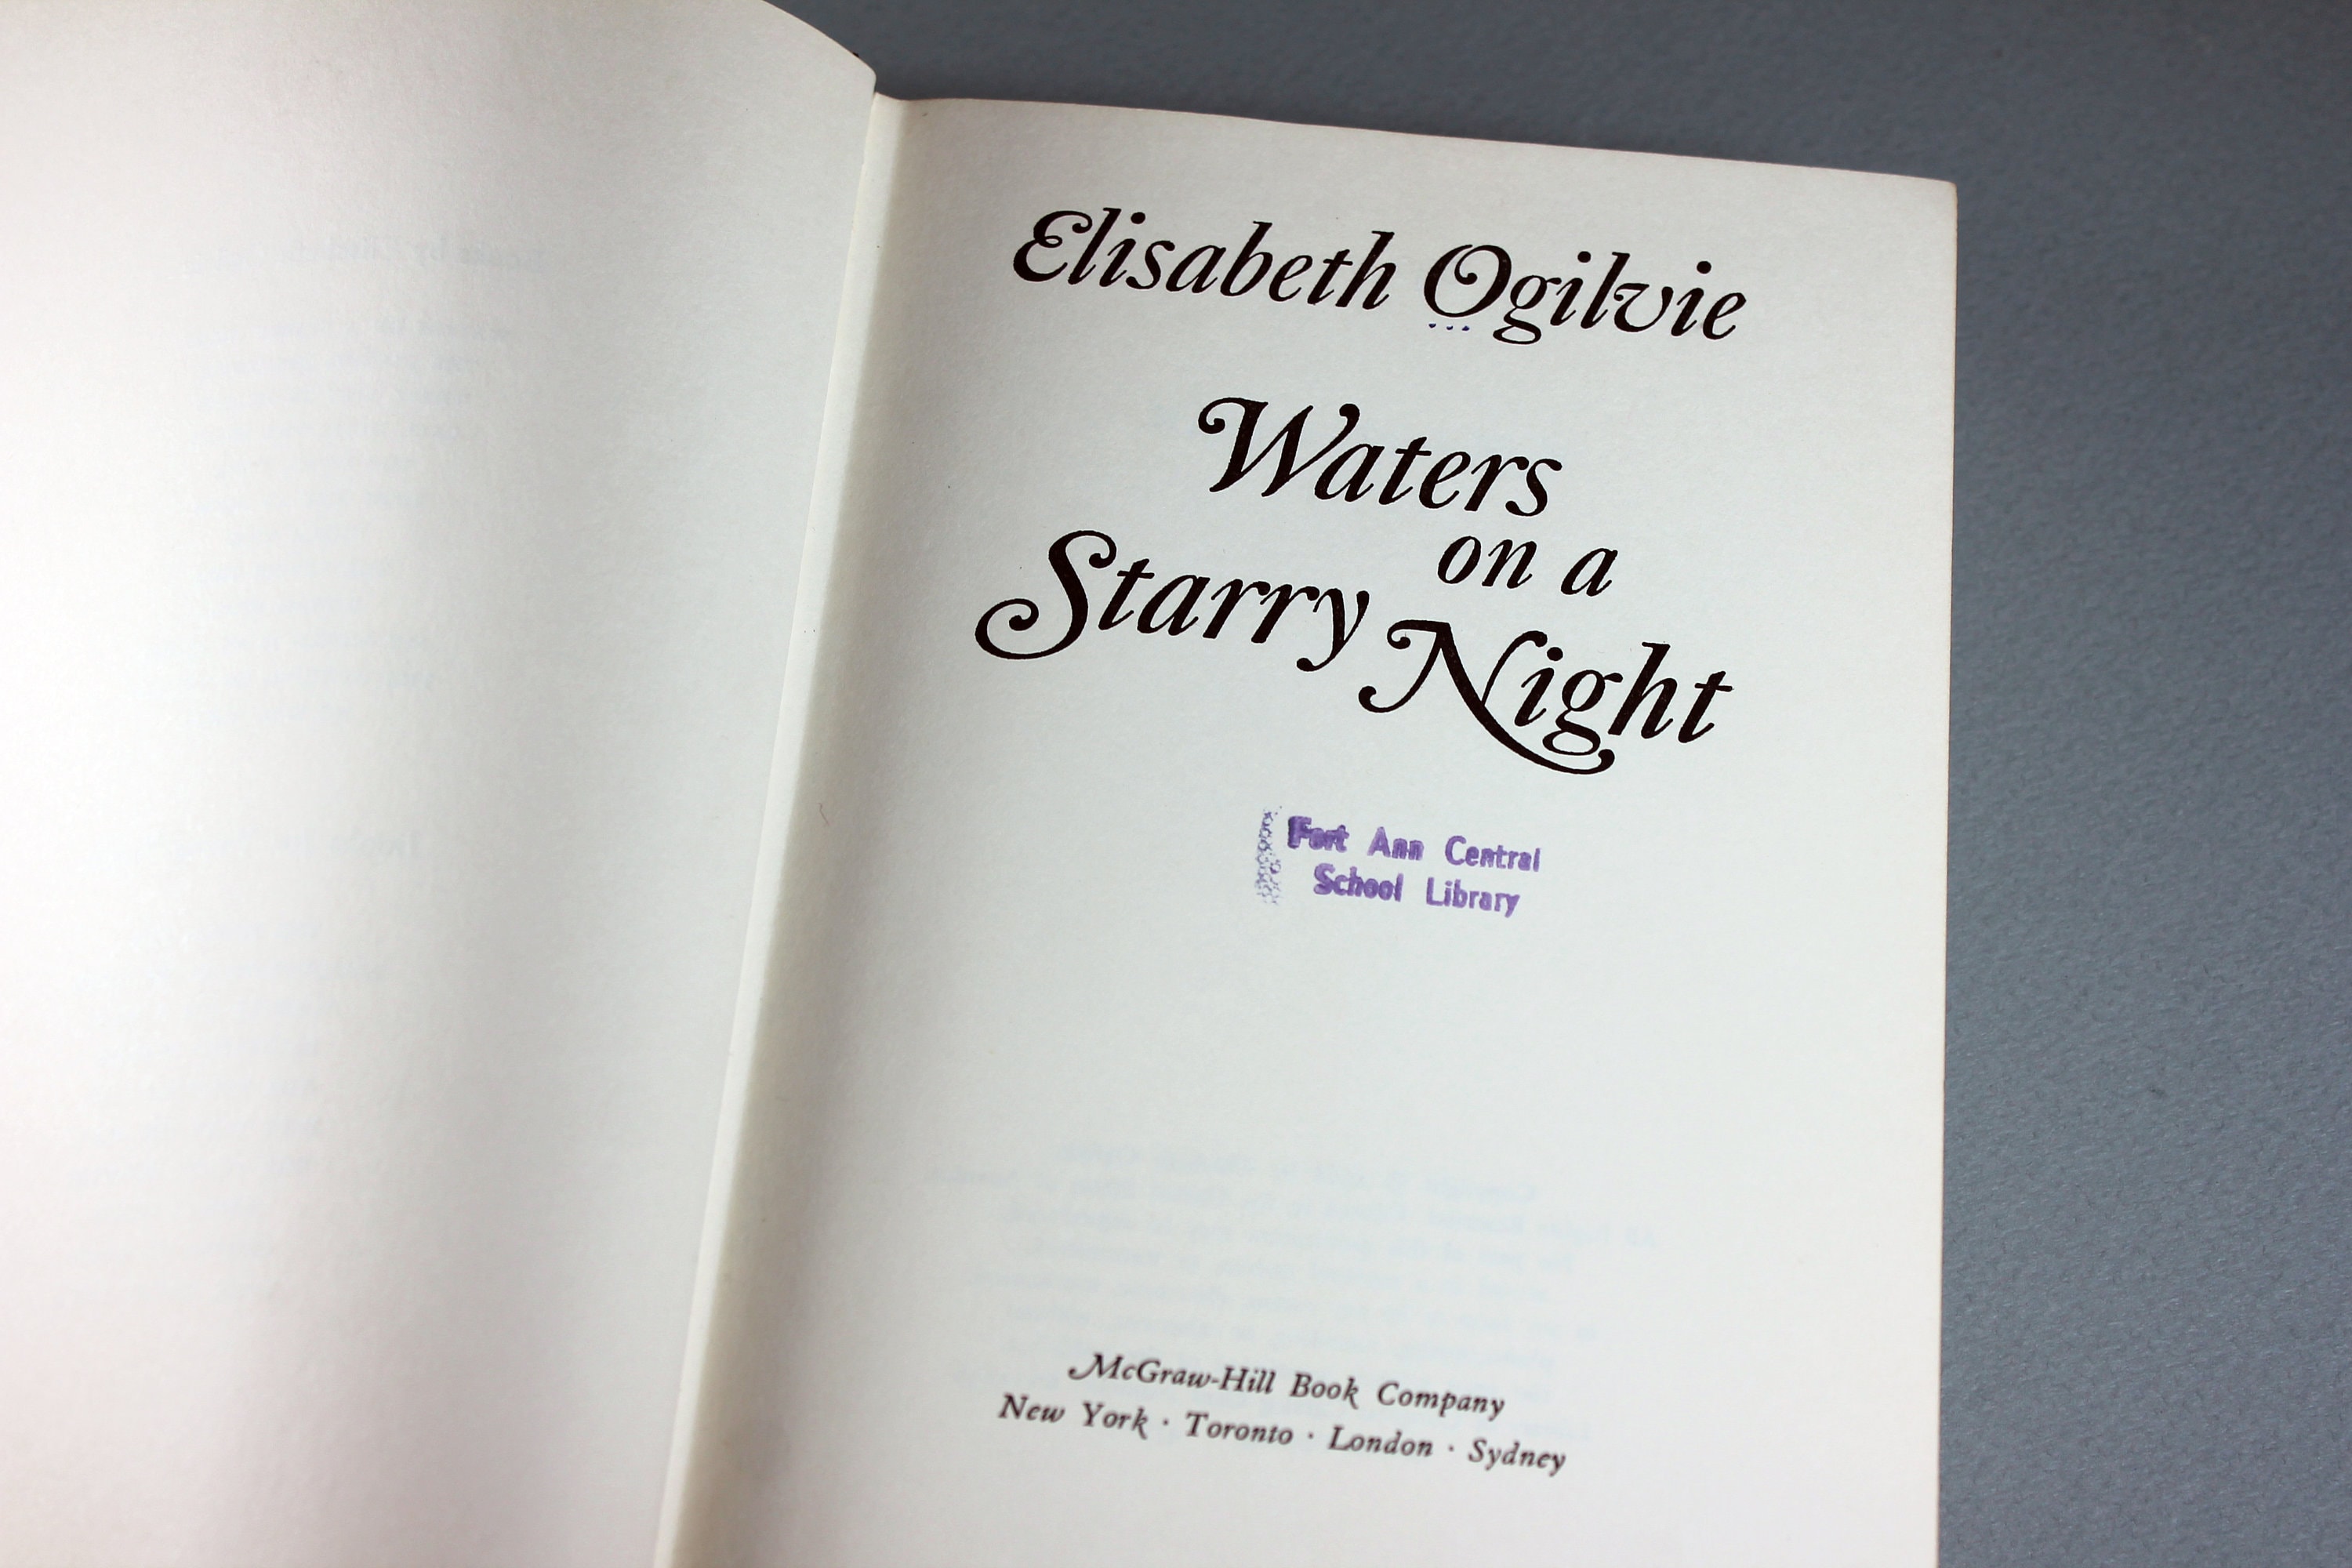 Elisabeth Ogilvie
Waters
on a
Starry Night
Fort Ann Central
School Library
McGraw-Hill Book Company
New York · Toronto · London · Sydney